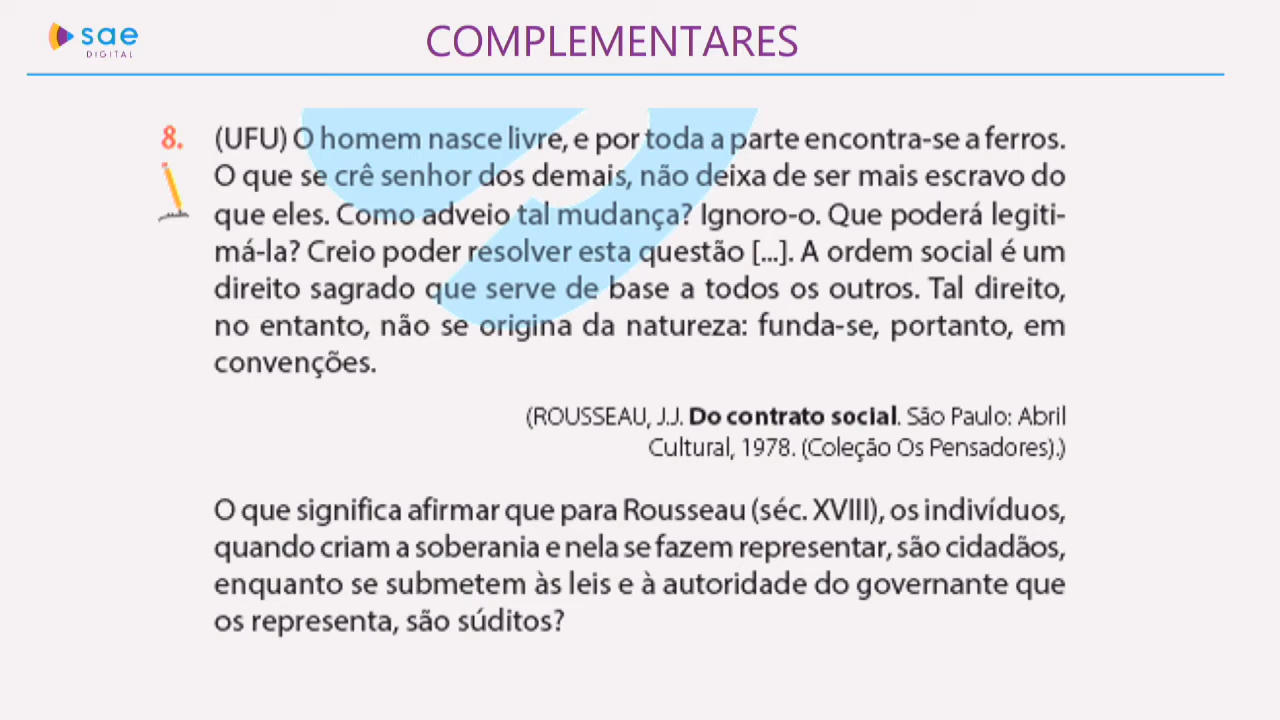 sae
DIGITAL
COMPLEMENTARES
8. (UFU) O homem nasce livre, e por toda a parte encontra-se a ferros.
O que se crê senhor dos demais, não deixa de ser mais escravo do
que eles. Como adveio tal mudança? Ignoro-o. Que poderá legiti-
má-la? Creio poder resolver esta questão [...]. A ordem social é um
direito sagrado que serve de base a todos os outros. Tal direito,
no entanto, não se origina da natureza: funda-se, portanto, em
convenções.
(ROUSSEAU, J.J. Do contrato social. São Paulo: Abril
Cultural, 1978. (Coleção Os Pensadores).)
O que significa afirmar que para Rousseau (séc. XVIII), os indivíduos,
quando criam a soberania e nela se fazem representar, são cidadãos,
enquanto se submetem às leis e à autoridade do governante que
os representa, são súditos?